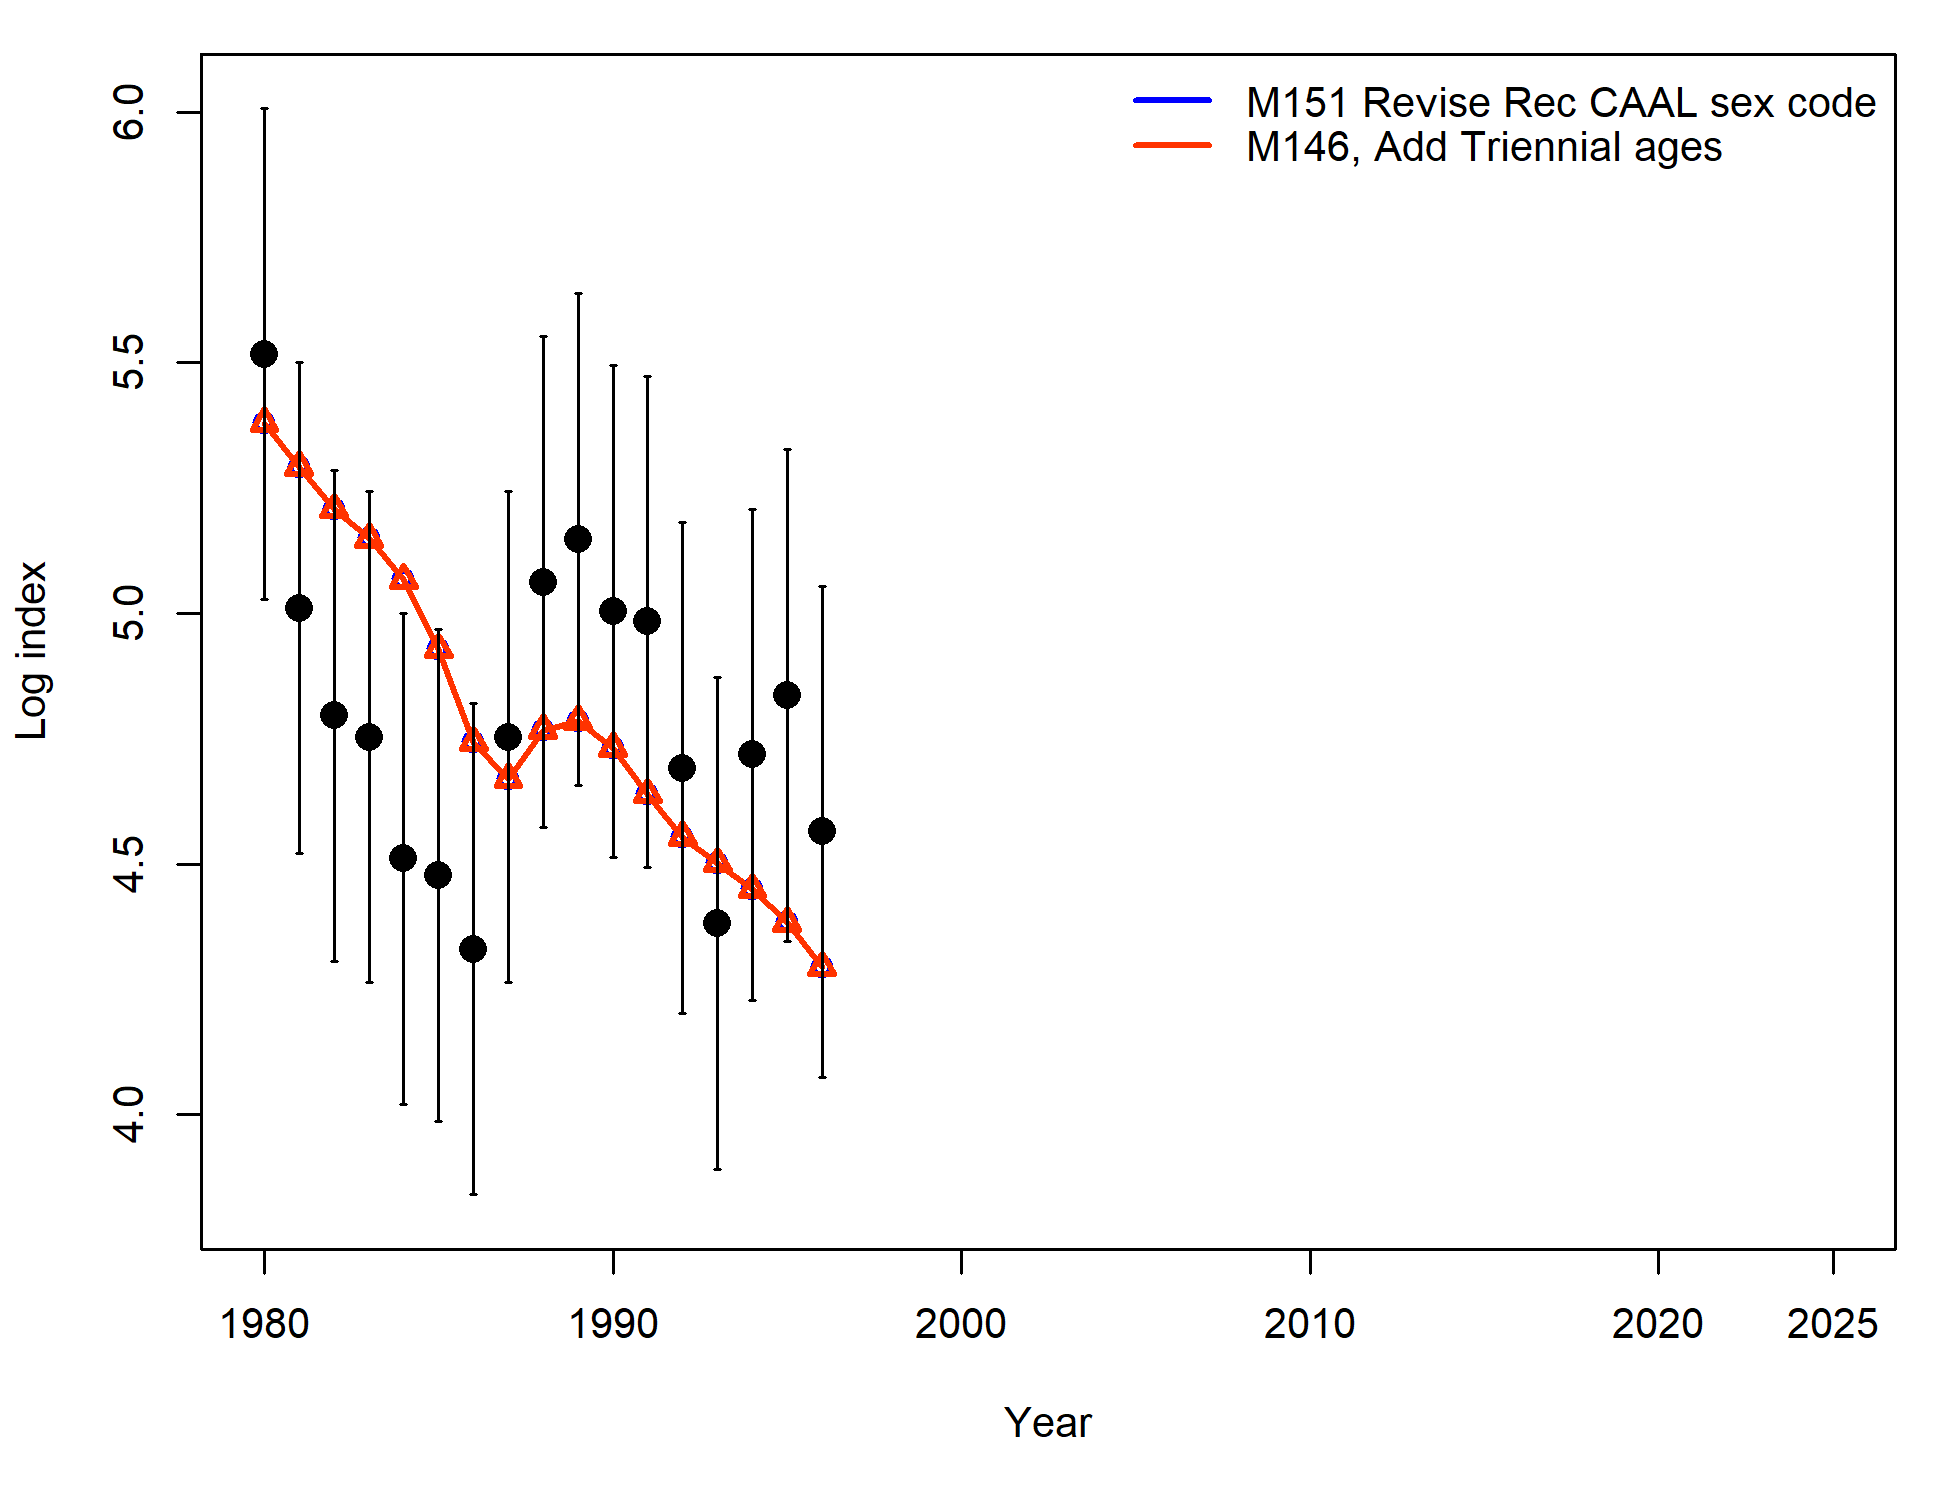 M151 Revise Rec CAAL sex code
M146, Add Triennial ages
6.0
5.5
5.0
4.5
4.0
Log index
1980 1990 2000 2010 2020 2025
Year